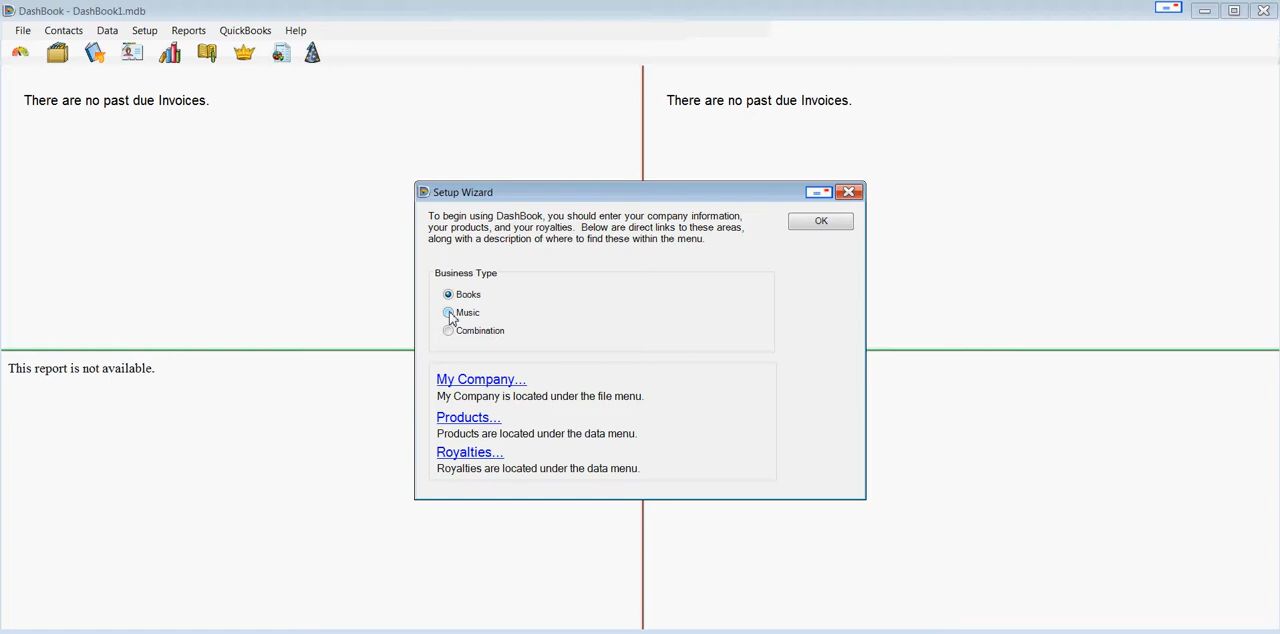 DashBook - DashBook1.mdb
File Contacts Data Setup Reports QuickBooks Help
There are no past due Invoices.
There are no past due Invoices.
Setup Wizard
To begin using DashBook, you should enter your company information,
your products, and your royalties. Below are direct links to these areas,
along with a description of where to find these within the menu.
OK
Business Type
Books
Music
Combination
My Company...
My Company is located under the file menu.
Products...
Products are located under the data menu.
Royalties...
Royalties are located under the data menu.
This report is not available.